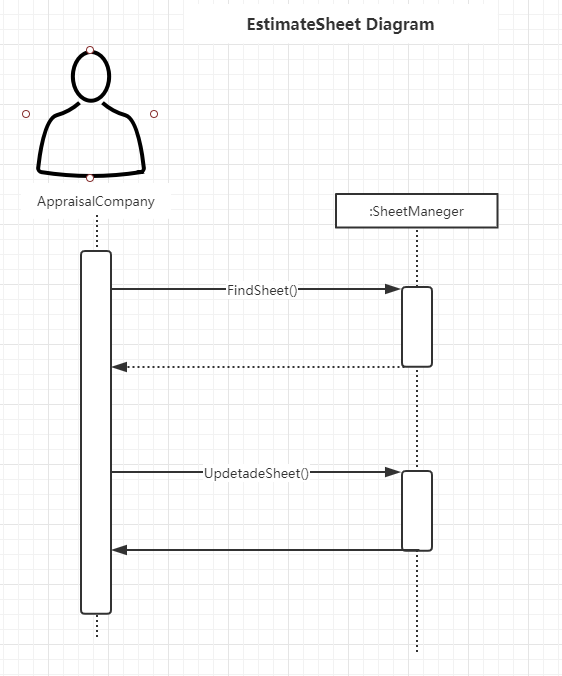 EstimateSheet Diagram
AppraisalCompany
:SheetManeger
FindSheet()
UpdetadeSheet()